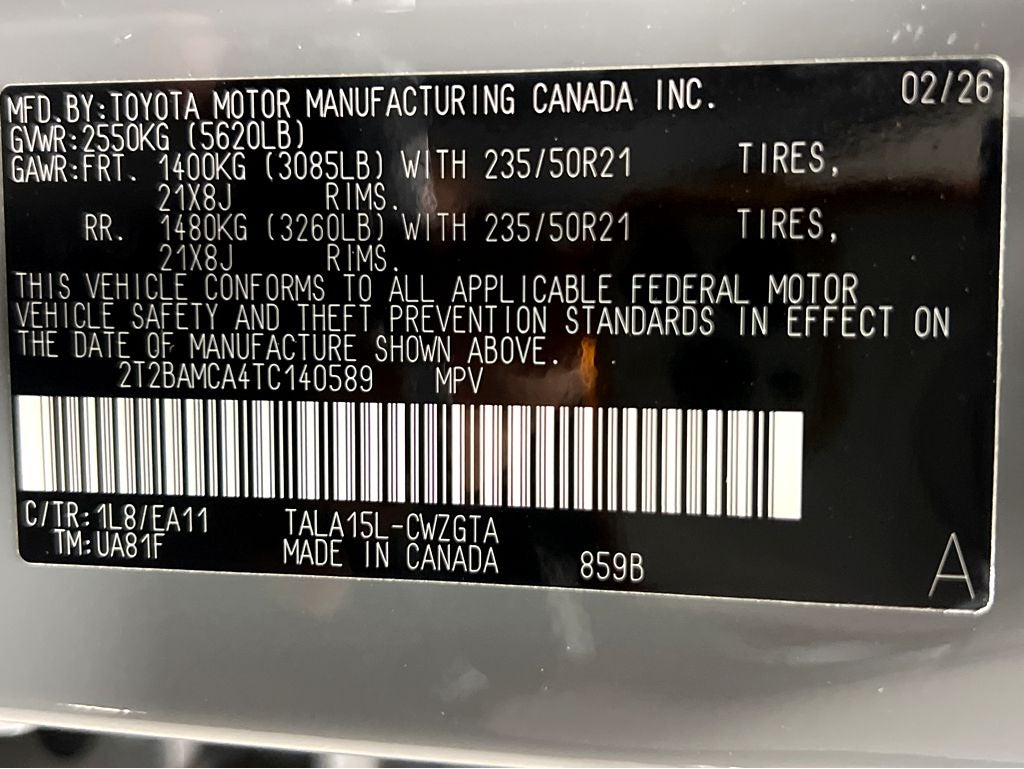 MFD.BY:TOYOTA MOTOR MANUFACTURING CANADA INC. 02/26
GVWR:2550KG (5620LB)
GAWR:FRT. 1400KG (3085LB) WITH 235/50R21 TIRES,
21X8J RIMS.
RR. 1480KG (3260LB) WITH 235/50R21 TIRES,
21X8J RIMS.
THIS VEHICLE CONFORMS TO ALL APPLICABLE FEDERAL MOTOR
VEHICLE SAFETY AND THEFT PREVENTION STANDARDS IN EFFECT ON
THE DATE OF MANUFACTURE SHOWN ABOVE.
2T2BAMCA4TC140589 MPV
C/TR:1L8/EA11 TALA15L-CWZGTA
TM:UA81F MADE IN CANADA 859B A